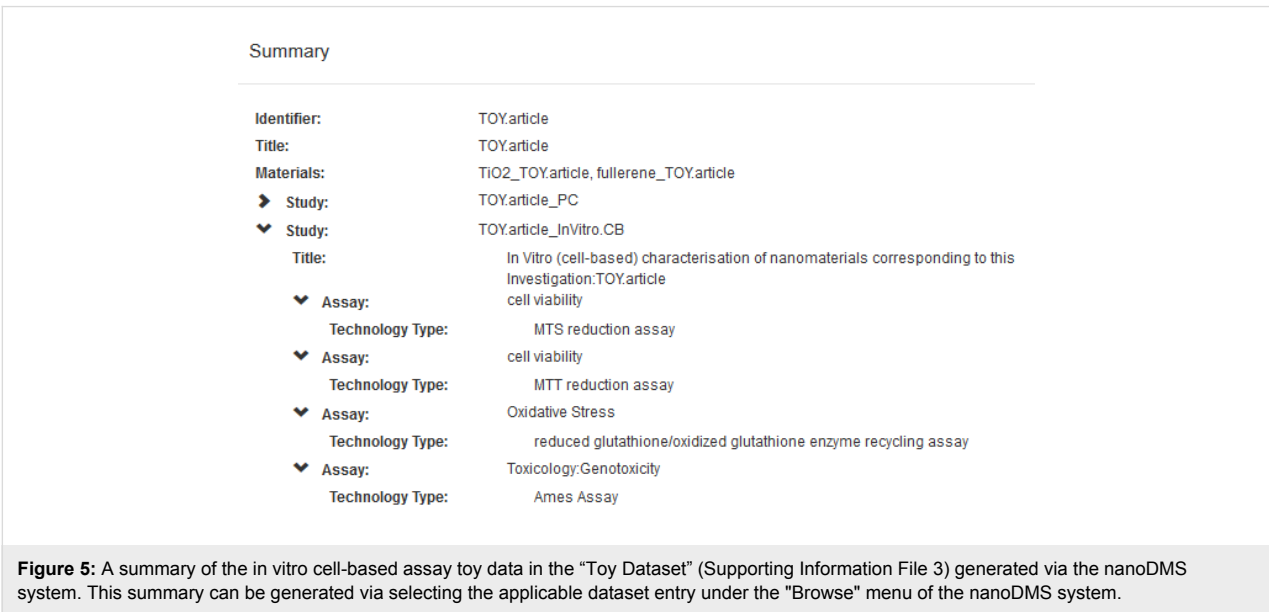 Summary
Identifier: TOY.article
Title: TOY.article
Materials: TiO2_TOY.article, fullerene_TOY.article
Study: TOY.article_PC
Study: TOY.article_InVitro.CB
Title: In Vitro (cell-based) characterisation of nanomaterials corresponding to this
Investigation:TOY.article
Assay: cell viability
Technology Type: MTS reduction assay
Assay: cell viability
Technology Type: MTT reduction assay
Assay: Oxidative Stress
Technology Type: reduced glutathione/oxidized glutathione enzyme recycling assay
Assay: Toxicology:Genotoxicity
Technology Type: Ames Assay
Figure 5: A summary of the in vitro cell-based assay toy data in the “Toy Dataset” (Supporting Information File 3) generated via the nanoDMS
system. This summary can be generated via selecting the applicable dataset entry under the "Browse" menu of the nanoDMS system.